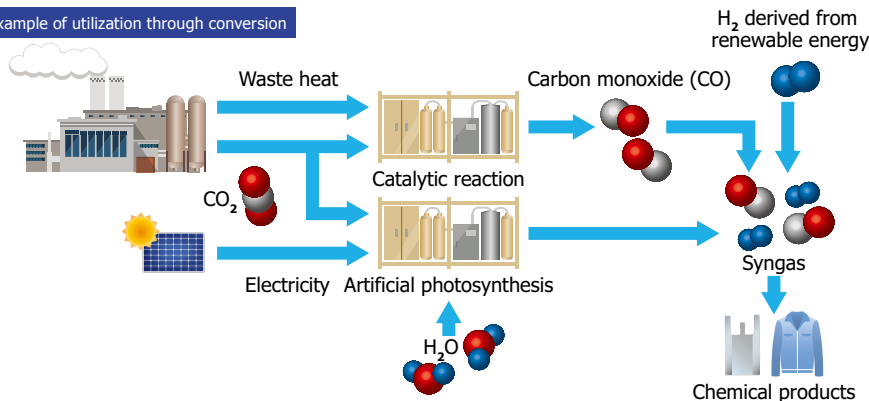 xample of utilization through conversion
H₂ derived from
renewable energy
Waste heat
Carbon monoxide (CO)
Catalytic reaction
CO₂
Syngas
Electricity
Artificial photosynthesis
H₂O
Chemical products